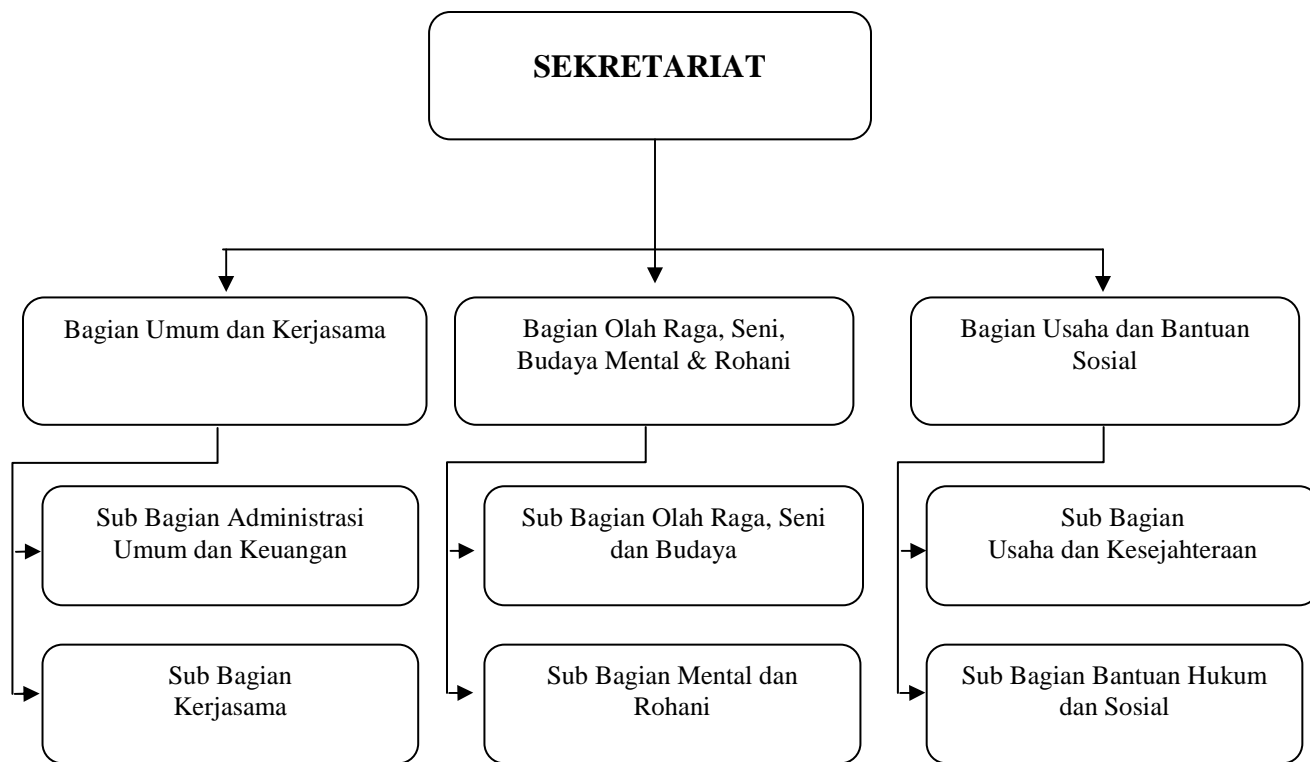 SEKRETARIAT
Bagian Umum dan Kerjasama
Bagian Olah Raga, Seni,
Budaya Mental & Rohani
Bagian Usaha dan Bantuan
Sosial
Sub Bagian Administrasi
Umum dan Keuangan
Sub Bagian Olah Raga, Seni
dan Budaya
Sub Bagian
Usaha dan Kesejahteraan
Sub Bagian
Kerjasama
Sub Bagian Mental dan
Rohani
Sub Bagian Bantuan Hukum
dan Sosial